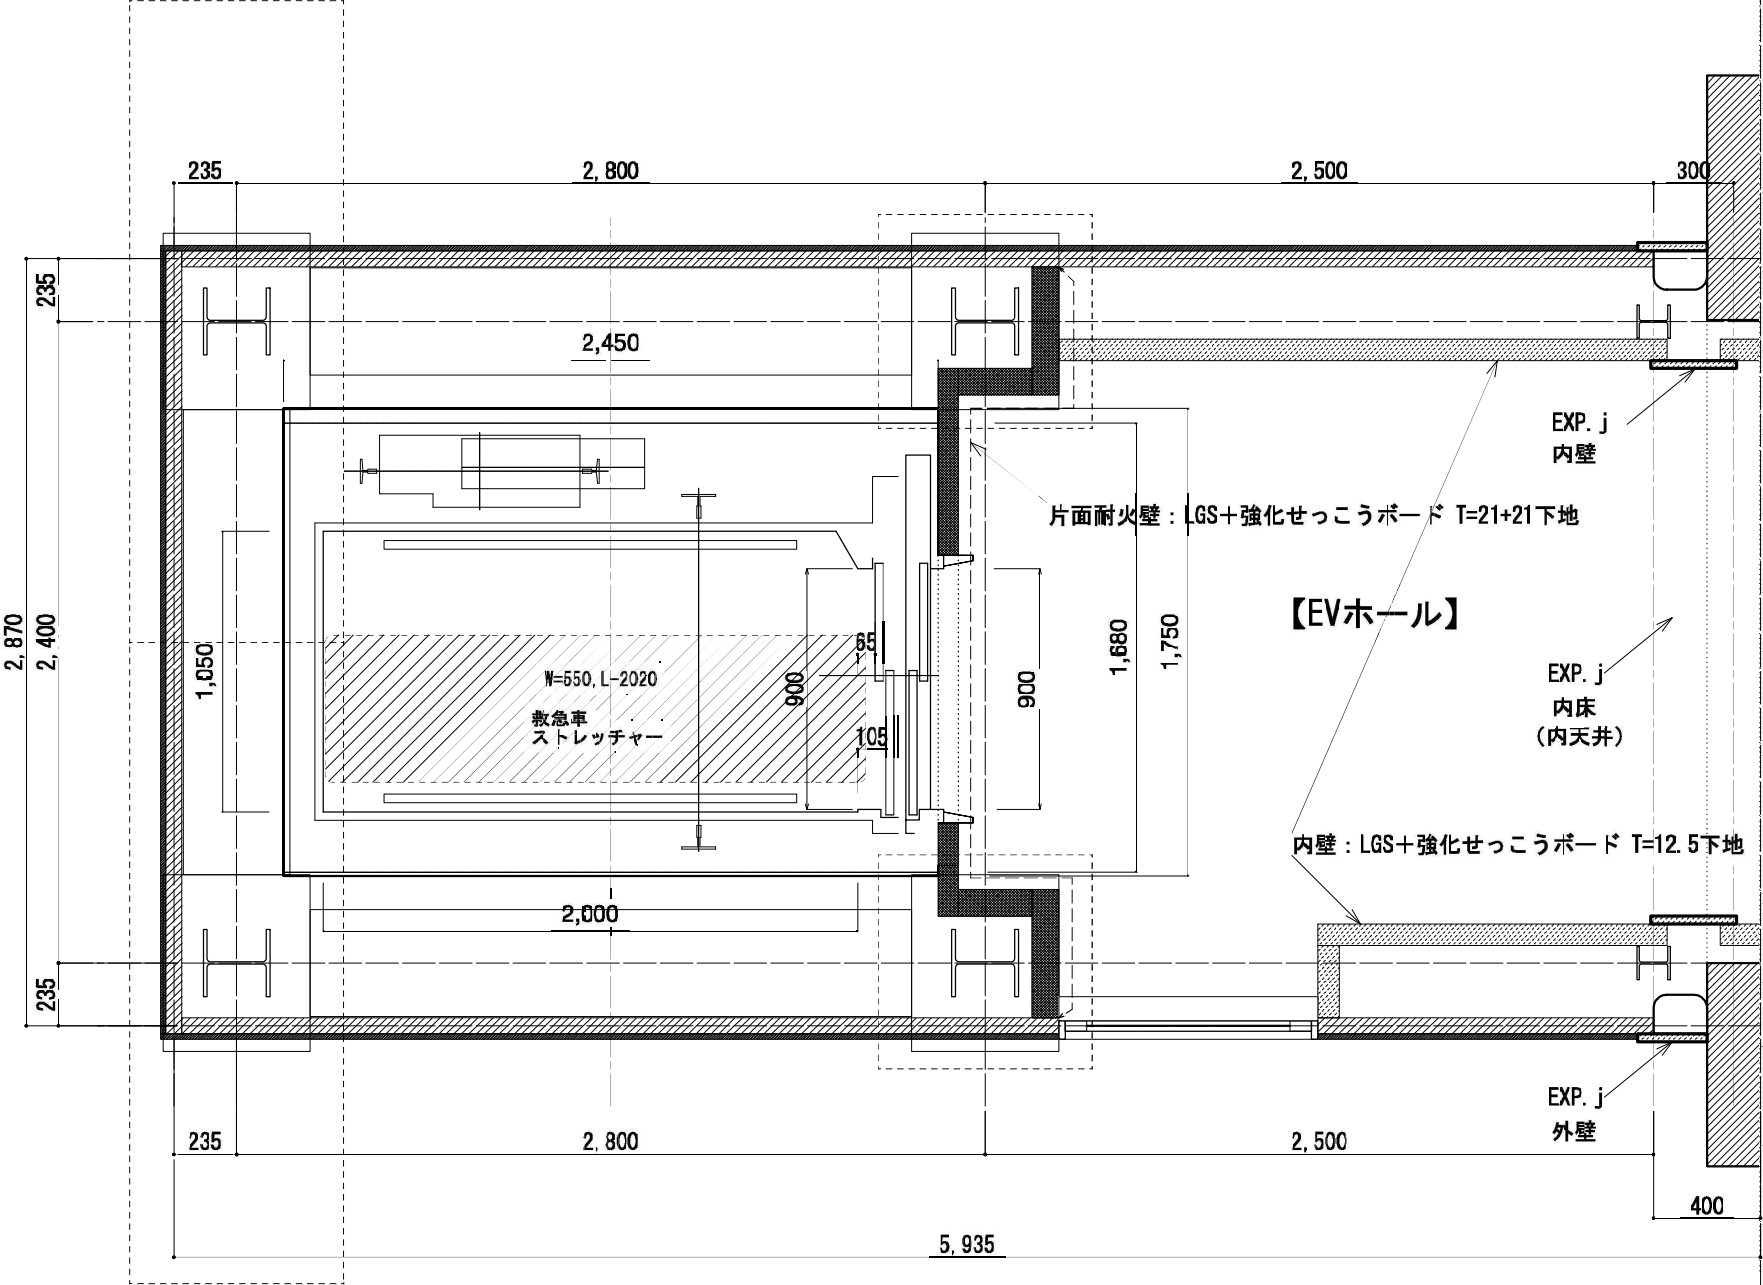 235
2,800
2,500
300
235
2,450
EXP. j
内壁
片面耐火壁：LGS＋強化せっこうボード T=21+21下地
【EVホール】
2,870
2,400
1,050
65
W=550,L-2020
900
900
1,680
1,750
EXP. j
内床
（内天井）
救急車
ストレッチャー
105
内壁：LGS＋強化せっこうボード T=12.5下地
2,000
235
EXP. j
外壁
235
2,800
2,500
400
5,935